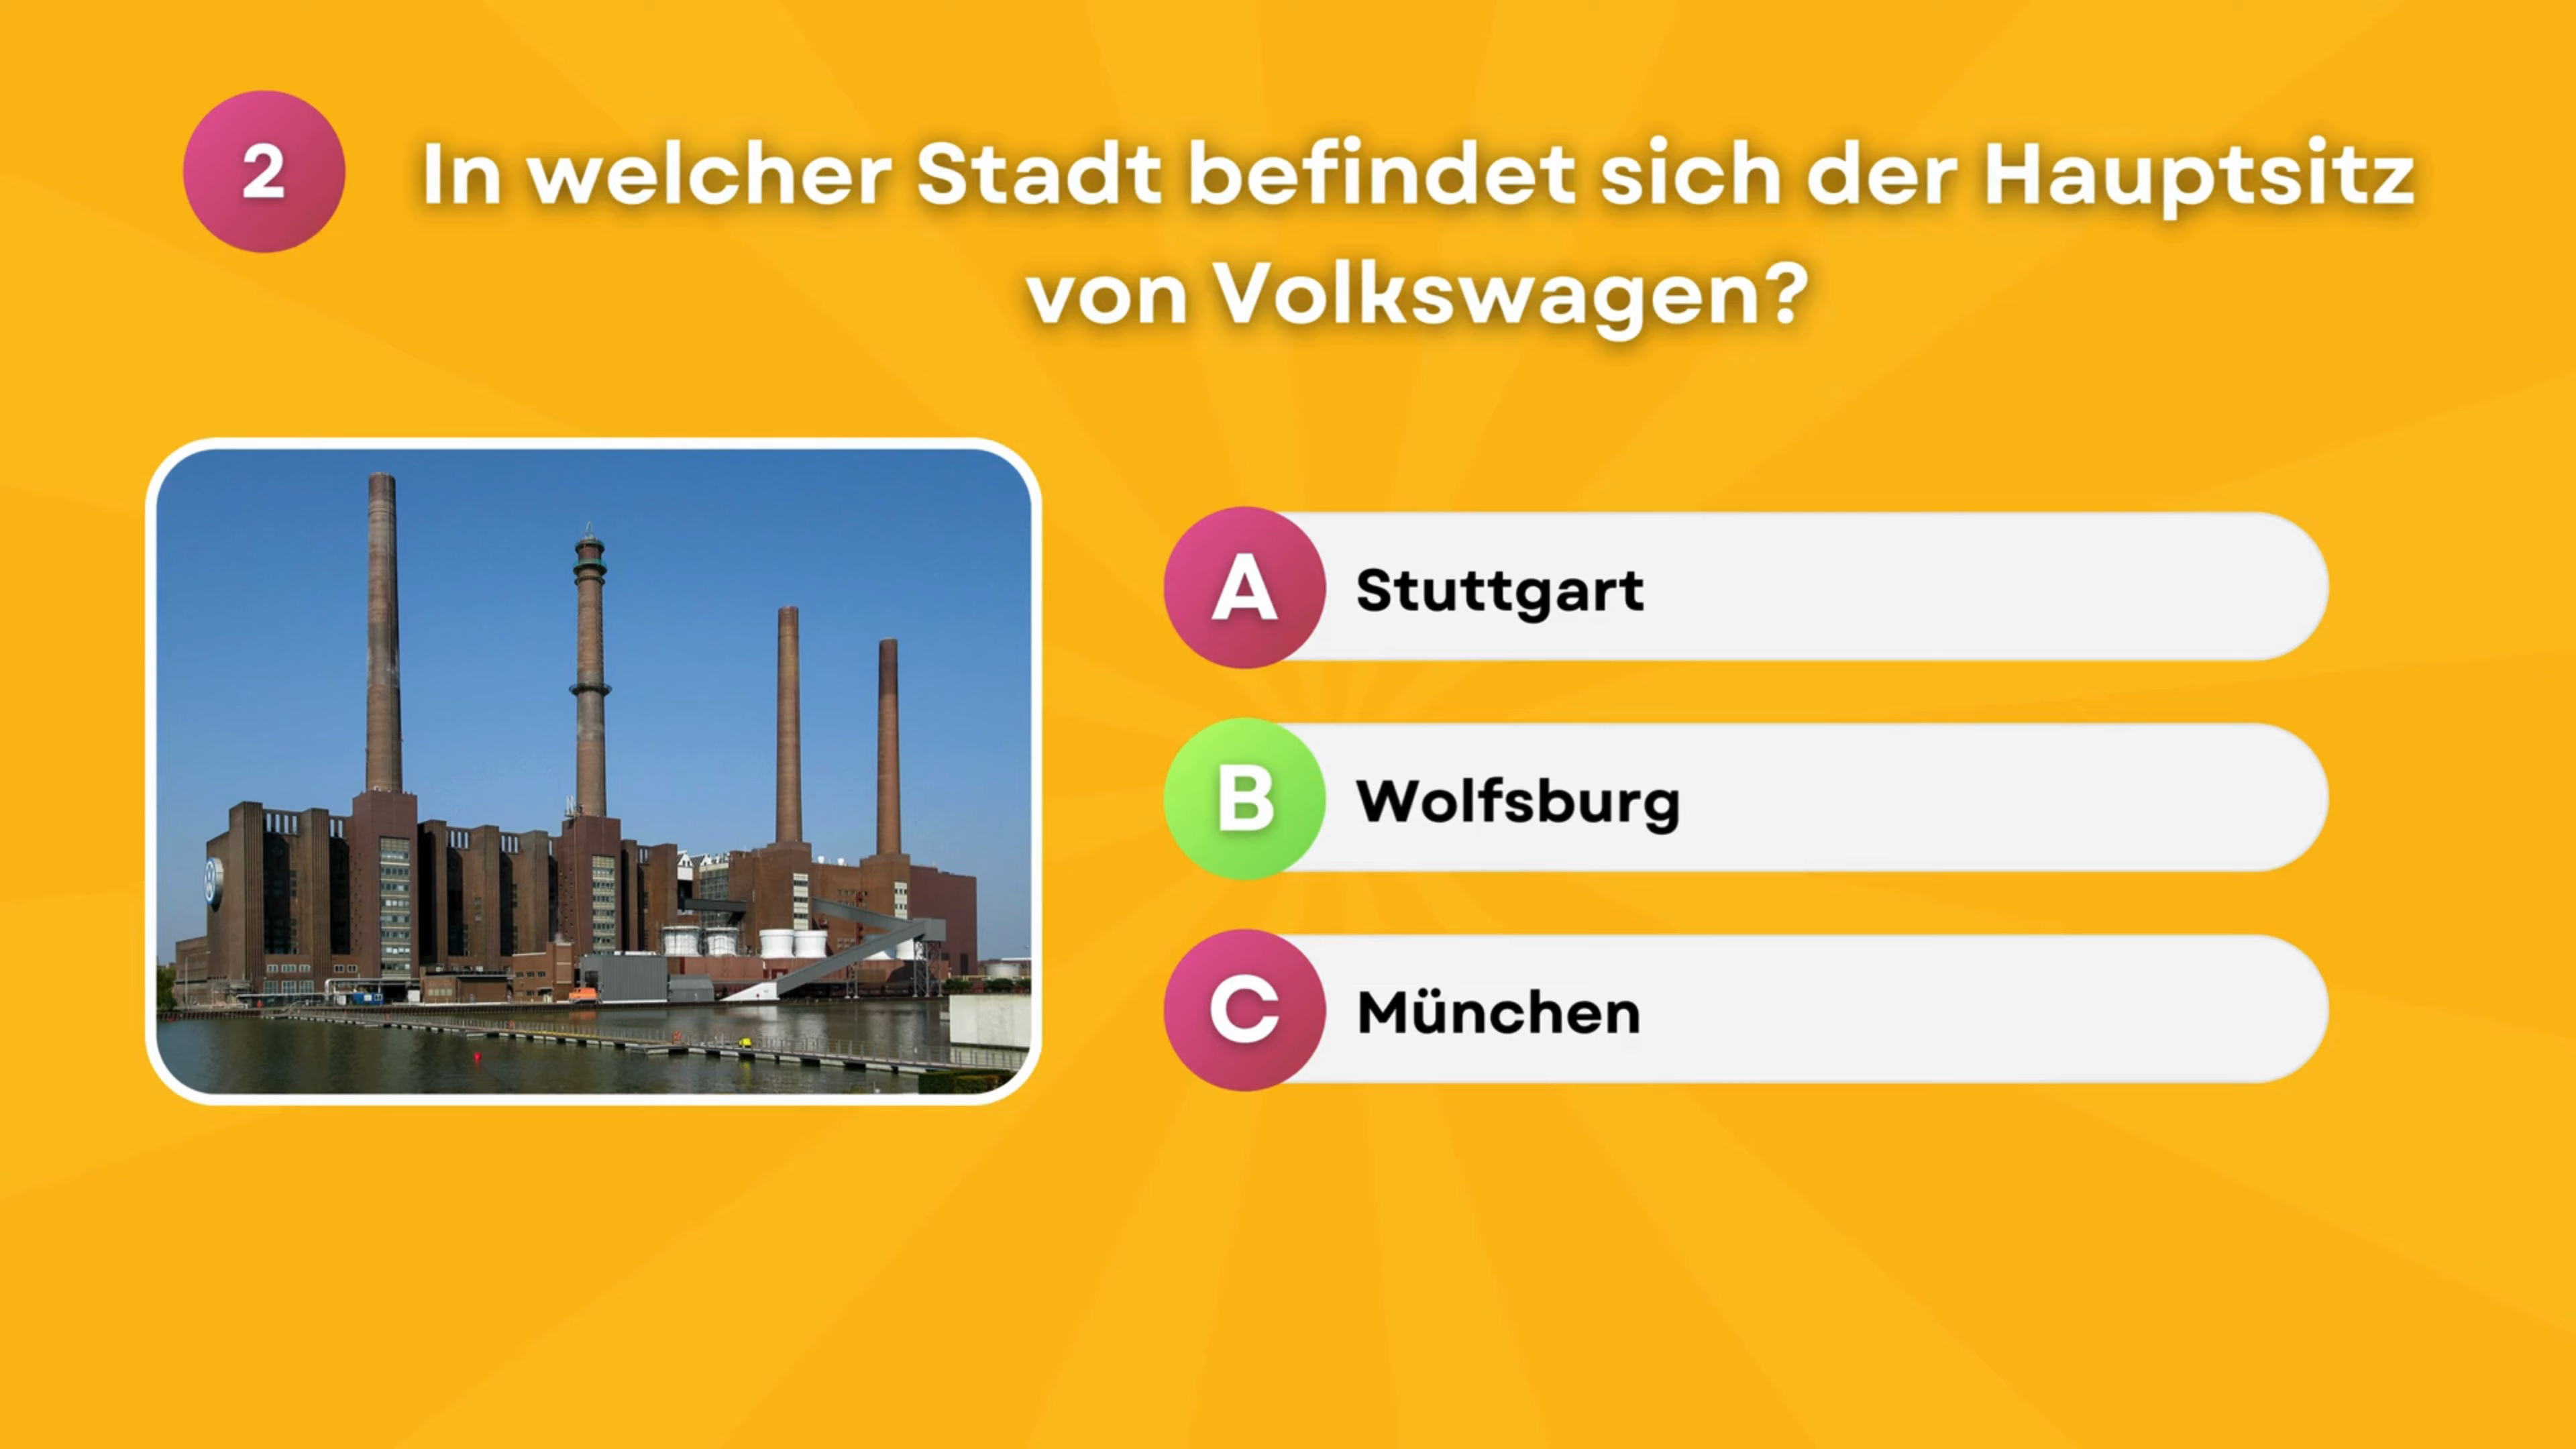 2
In welcher Stadt befindet sich der Hauptsitz
von Volkswagen?
A Stuttgart
B Wolfsburg
C München